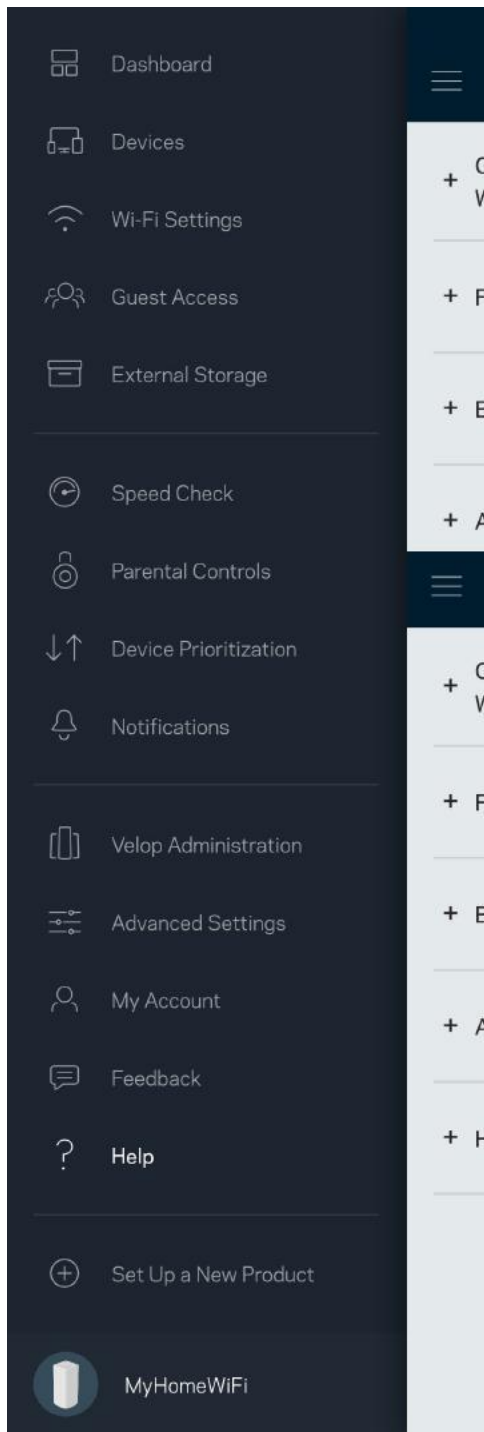 Dashboard
Devices
Wi-Fi Settings
Guest Access
External Storage
Speed Check
Parental Controls
Device Prioritization
Notifications
Velop Administration
Advanced Settings
My Account
Feedback
Help
Set Up a New Product
MyHomeWiFi